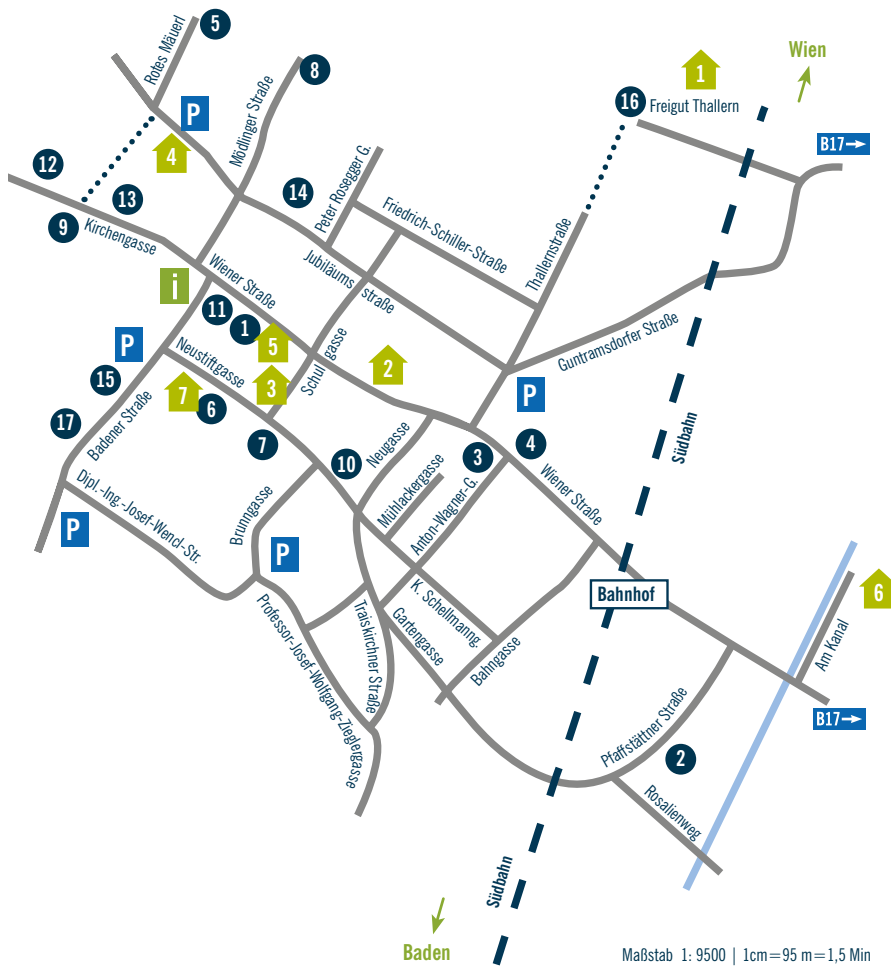 5
Rotes Mäuerl
8
P
Mödlinger Straße
4
12
13
9
Kirchengasse
14
Peter Rosegger G.
Friedrich-Schiller-Straße
Jubiläums straße
1
16
Freigut Thallern
Wien
B17
Thallernstraße
Guntramsdorfer Straße
i
Wiener Straße
11
1
5
P
Neustiftgasse
3
Schul gasse
2
15
7
6
17
Badener Straße
7
10
Neugasse
P
3
4
Südbahn
Mühlackergasse
Anton-Wagner-G.
Wiener Straße
Dipl.-Ing.-Josef-Wencl-Str.
P
Brunngasse
P
K. Schellmanng.
Bahnhof
6
Am Kanal
Traiskirchner Straße
Gartengasse
Bahngasse
Professor-Josef-Wolfgang-Zieglergasse
Pfaffstättner Straße
B17
2
Rosalienweg
Südbahn
Baden
Maßstab 1: 9500 | 1cm=95 m=1,5 Min